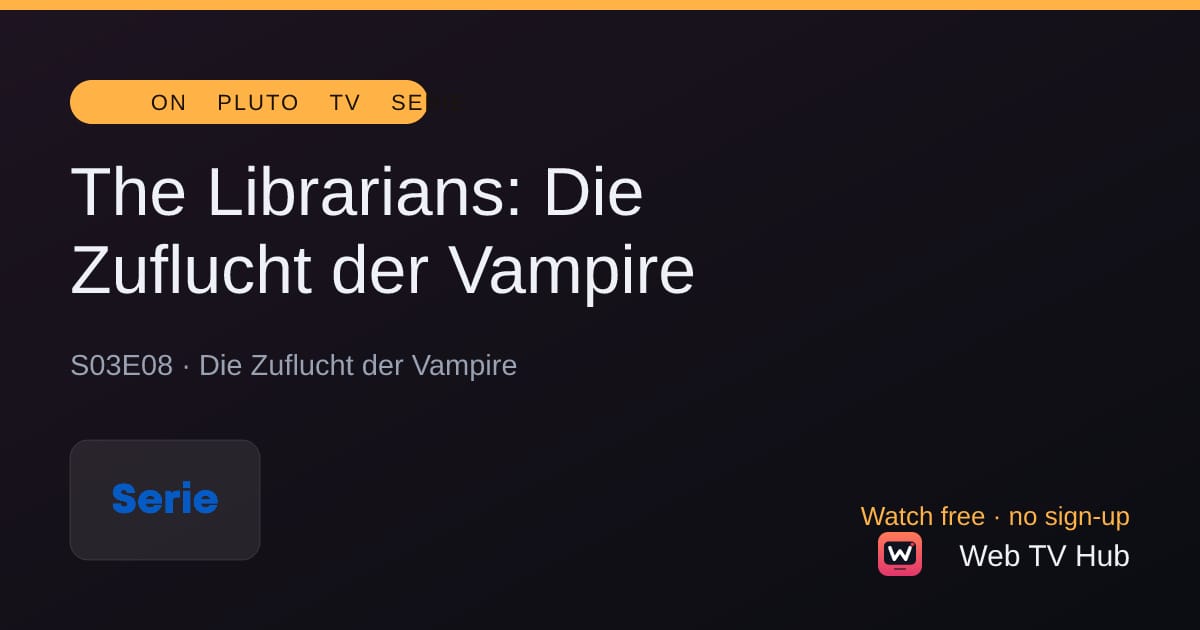 ON PLUTO TV SE
The Librarians: Die
Zuflucht der Vampire
S03E08 · Die Zuflucht der Vampire
Serie
Watch free · no sign-up
W
Web TV Hub